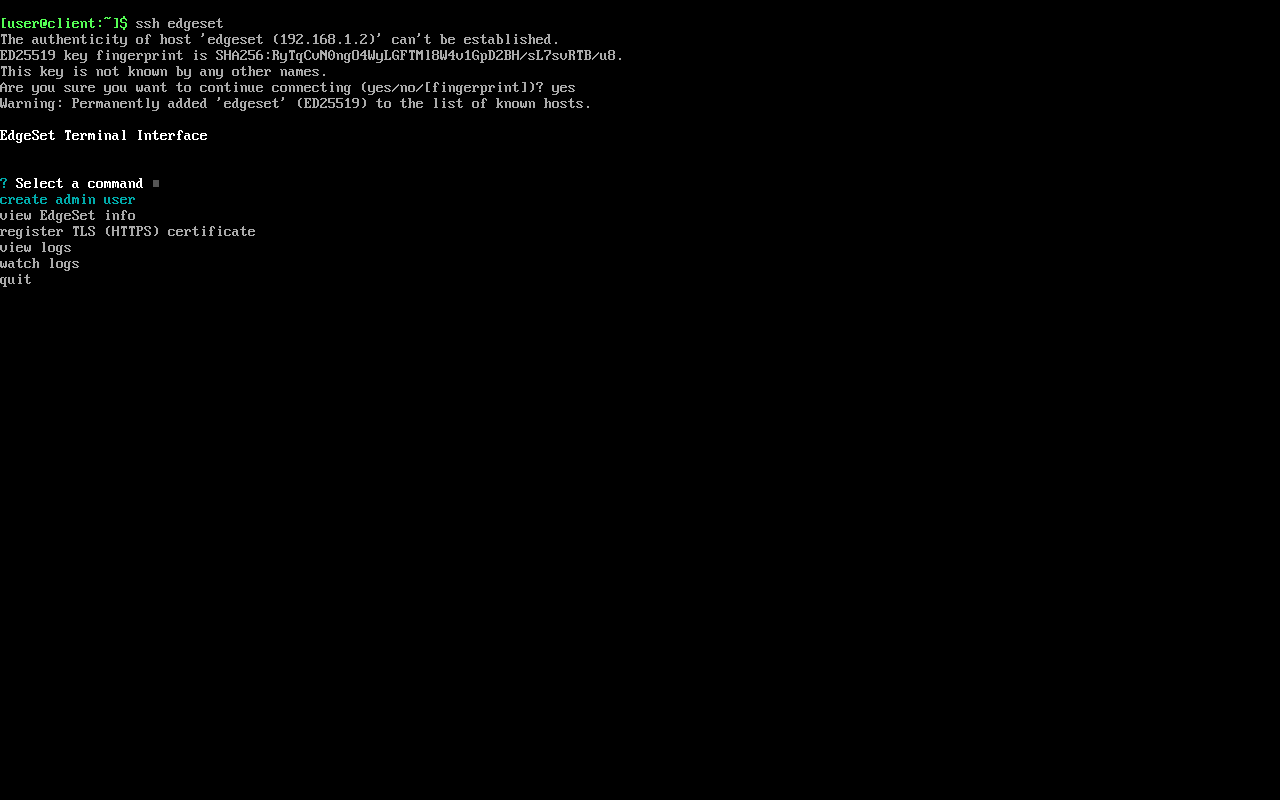 [user@client:~]$ ssh edgeset
The authenticity of host 'edgeset (192.168.1.2)' can't be established.
ED25519 key fingerprint is SHA256:RyTqCvN0ngO4WyLGFTMl8W4v1GpD2BH/sL7svRTB/u8.
This key is not known by any other names.
Are you sure you want to continue connecting (yes/no/[fingerprint])? yes
Warning: Permanently added 'edgeset' (ED25519) to the list of known hosts.
EdgeSet Terminal Interface
? Select a command
create admin user
view EdgeSet info
register TLS (HTTPS) certificate
view logs
watch logs
quit